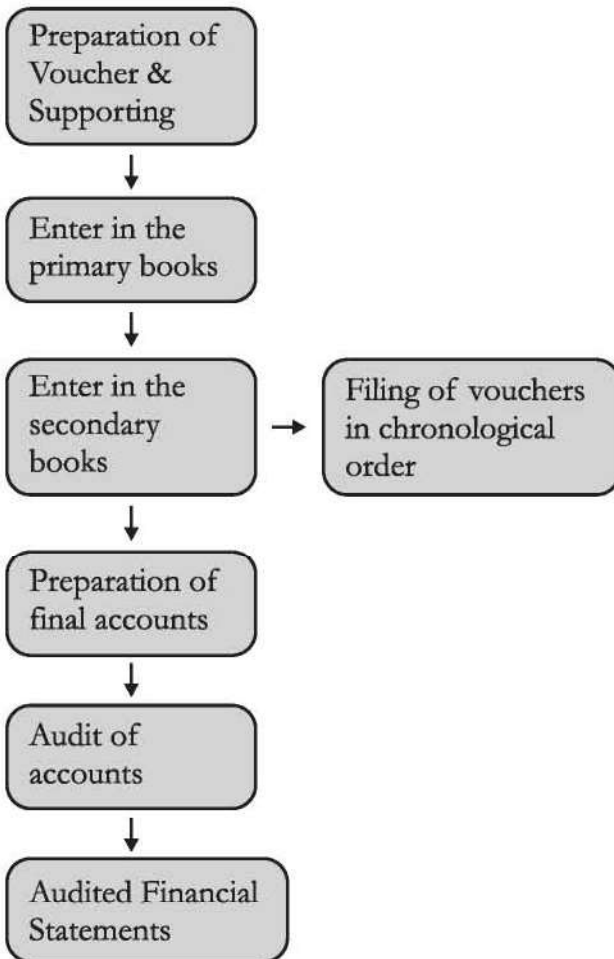 Preparation of
Voucher &
Supporting
Enter in the
primary books
Enter in the
secondary
books
Filing of vouchers
in chronological
order
Preparation of
final accounts
Audit of
accounts
Audited Financial
Statements